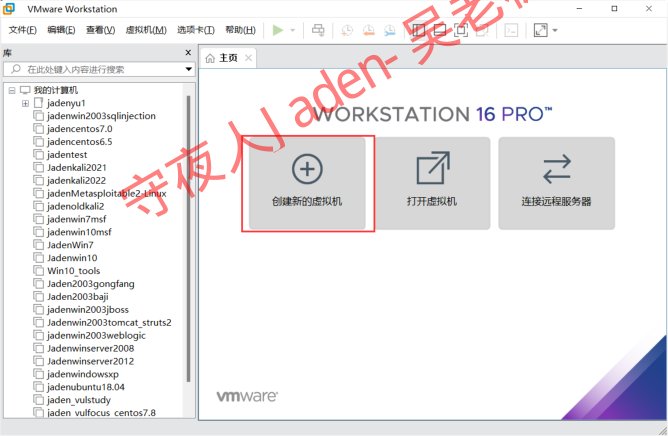 VMware Workstation
文件(F) 编辑(E) 查看(V) 虚拟机(M) 选项卡(T) 帮助(H)
库
在此处键入内容进行搜索
我的计算机
jadenyu1
jadenwin2003sqlinjection
jadencentos7.0
jadencentos6.5
jadentest
Jadenkali2021
jadenkali2022
jadenMetasploitable2-Linux
jadenoldkali2
jadenwin7msf
jadenwin10msf
JadenWin7
Jadenwin10
Win10_tools
Jaden2003gongfang
Jaden2003baji
jadenwin2003jboss
Jadenwin2003tomcat_struts2
jadenwin2003weblogic
Jadenwinserver2008
Jadenwinserver2012
jadenwindowsxp
jadenubuntu18.04
jaden_vulstudy
jaden_vulfocus_centos7.8
主页
WORKSTATION 16 PRO™
创建新的虚拟机
打开虚拟机
连接远程服务器
vmware
守夜人Jaden-吴老